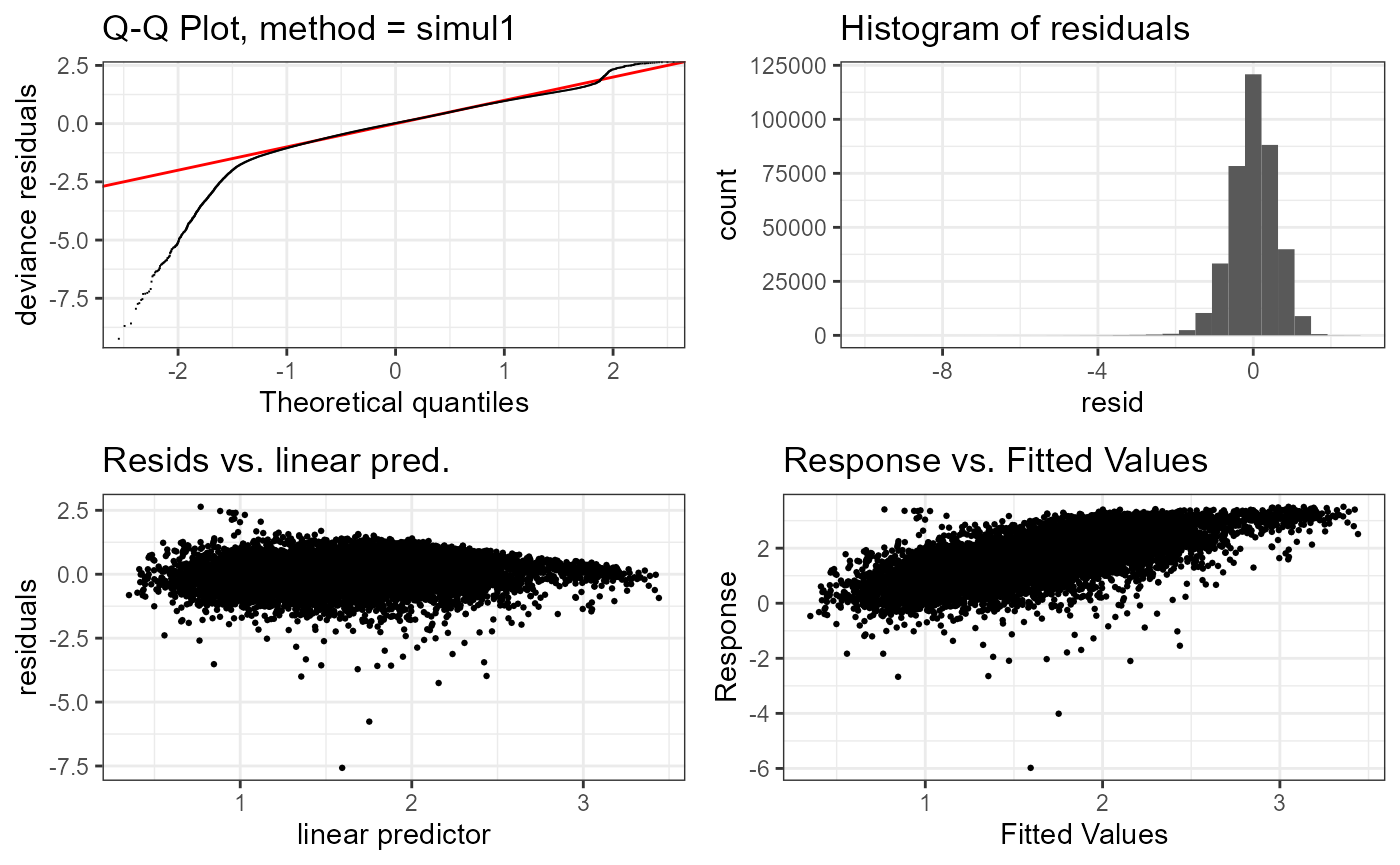 Q-Q Plot, method = simul1
2.5
0.0
-2.5
-5.0
-7.5
deviance residuals
-2 -1 0 1 2
Theoretical quantiles
Histogram of residuals
125000
100000
75000
50000
25000
0
count
-8 -4 0
resid
Resids vs. linear pred.
2.5
0.0
-2.5
-5.0
-7.5
residuals
1 2 3
linear predictor
Response vs. Fitted Values
2
0
-2
-4
-6
Response
1 2 3
Fitted Values